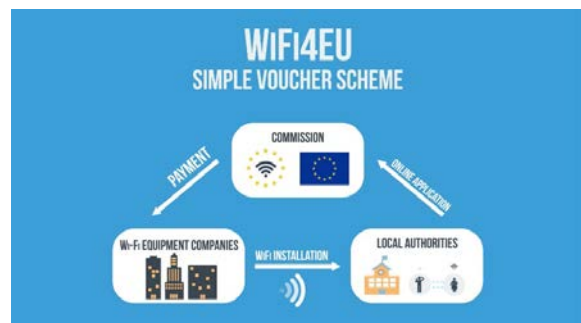 WiFi4EU
SIMPLE VOUCHER SCHEME
COMMISSION
PAYMENT
ONLINE APPLICATION
Wi-Fi EQUIPMENT COMPANIES
WiFi INSTALLATION
LOCAL AUTHORITIES